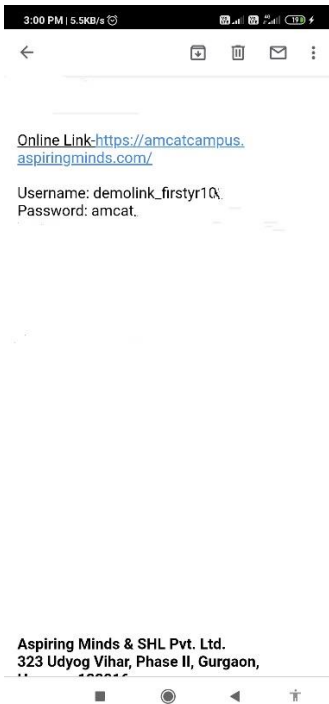 3:00 PM | 5.5KB/s
Online Link-https://amcatcampus.
aspiringminds.com/
Username: demolink_firstyr10
Password: amcat.
Aspiring Minds & SHL Pvt. Ltd.
323 Udyog Vihar, Phase II, Gurgaon,